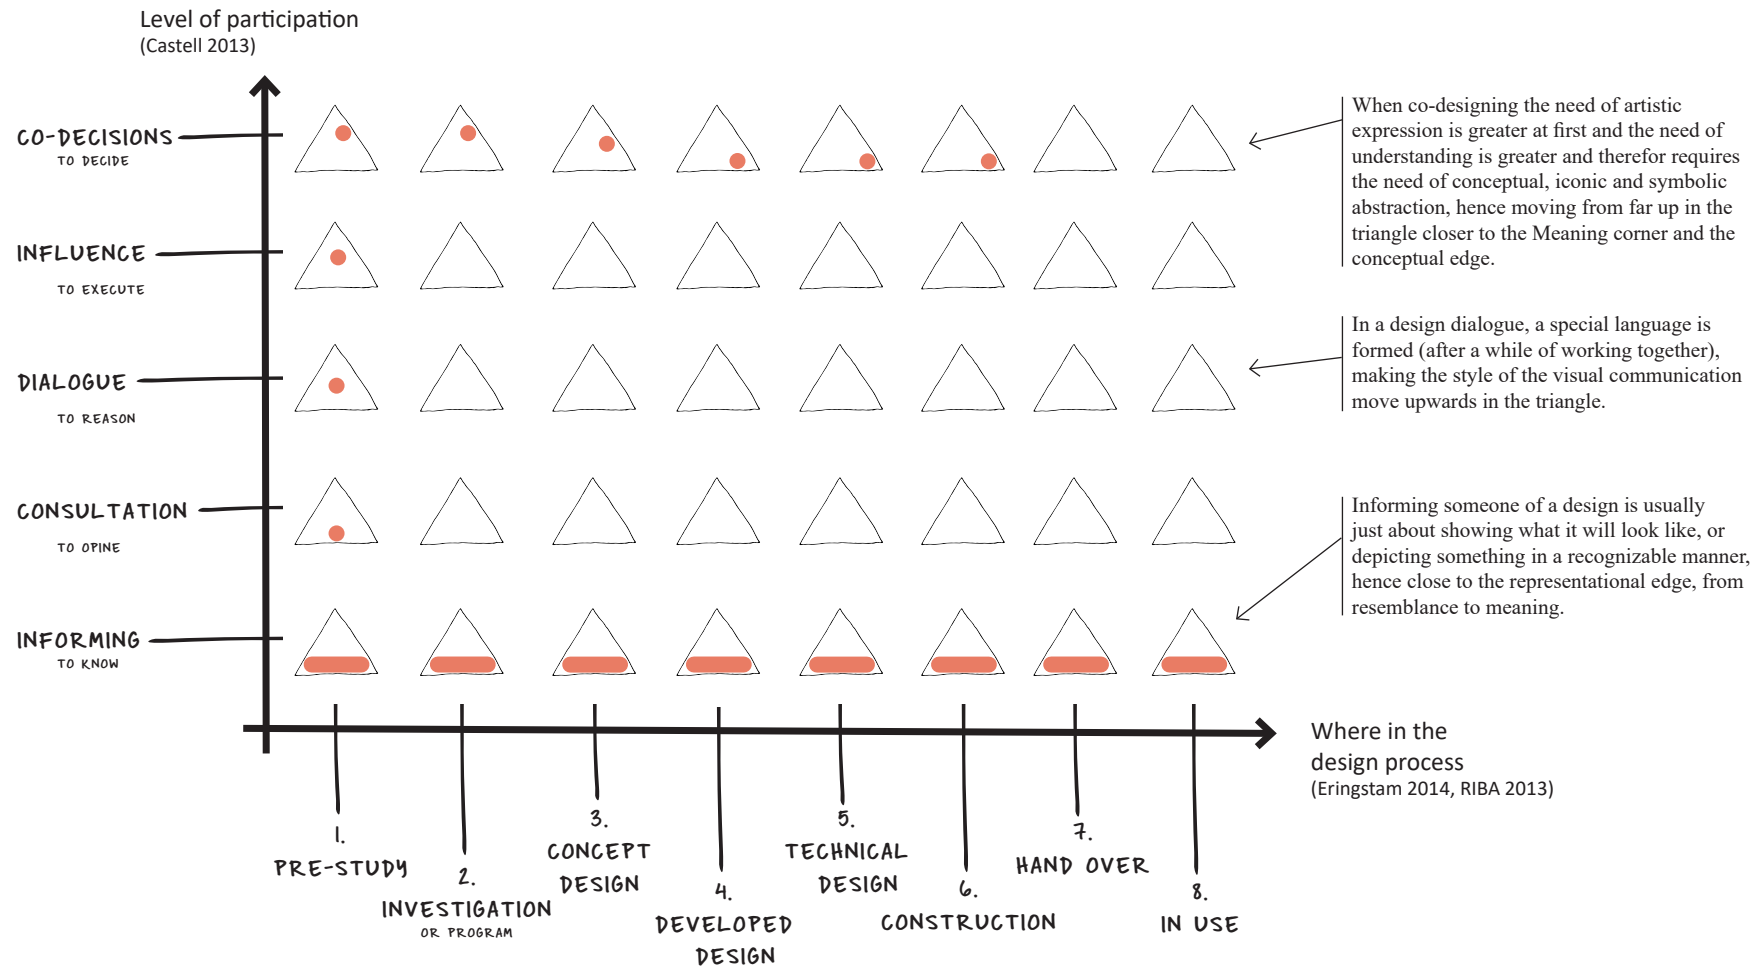 Level of participation
(Castell 2013)
CO-DECISIONS
TO DECIDE
INFLUENCE
TO EXECUTE
DIALOGUE
TO REASON
CONSULTATION
TO OPINE
INFORMING
TO KNOW
When co-designing the need of artistic
expression is greater at first and the need of
understanding is greater and therefor requires
the need of conceptual, iconic and symbolic
abstraction, hence moving from far up in the
triangle closer to the Meaning corner and the
conceptual edge.
In a design dialogue, a special language is
formed (after a while of working together),
making the style of the visual communication
move upwards in the triangle.
Informing someone of a design is usually
just about showing what it will look like, or
depicting something in a recognizable manner,
hence close to the representational edge, from
resemblance to meaning.
Where in the
design process
(Eringstam 2014, RIBA 2013)
1.
PRE-STUDY
2.
INVESTIGATION
OR PROGRAM
3.
CONCEPT
DESIGN
4.
DEVELOPED
DESIGN
5.
TECHNICAL
DESIGN
6.
CONSTRUCTION
7.
HAND OVER
8.
IN USE